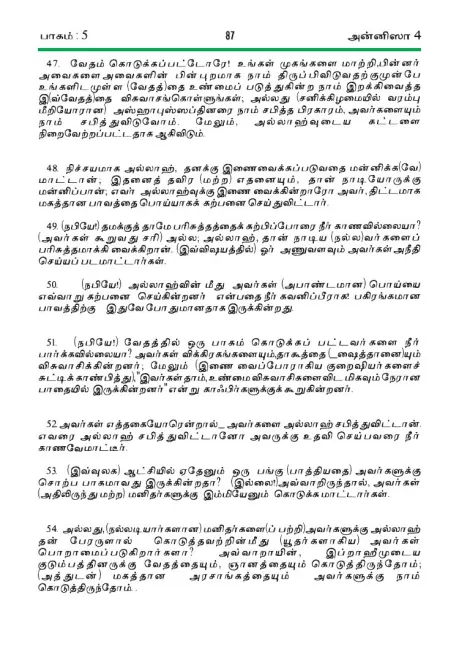 பாகம் : 5 87 அன்னிஸா 4
47. வேதம் கொடுக்கப்பட்டோரே! உங்கள் முகங்களை மாற்றி,பின்னர்
அவைகளை அவைகளின் பின்புறமாக நாம் திருப்பிவிடுவதற்குமுன்பே
உங்களிடமுள்ள (வேதத்)தை உண்மைப் படுத்துகின்ற நாம் இறக்கிவைத்த
இ(வ்வேதத்)தை விசுவாசங்கொள்ளுங்கள்; அல்லது (சனிக்கிழமையில் வரம்பு
மீறியோரான) அஸ்ஹாபுஸ்ஸப்தினரை நாம் சபித்த பிரகாரம், அவர்களையும்
நாம் சபித்துவிடுவோம். மேலும், அல்லாஹ்வுடைய கட்டளை
நிறைவேற்றப்பட்டதாக ஆகிவிடும்.
48. நிச்சயமாக அல்லாஹ், தனக்கு இணைவைக்கப்படுவதை மன்னிக்க(வே)
மாட்டான்; இதனைத் தவிர (மற்ற) எதனையும், தான் நாடியோருக்கு
மன்னிப்பான்; எவர் அல்லாஹ்வுக்கு இணை வைக்கின்றாரோ அவர், திட்டமாக
மகத்தான பாவத்தை பொய்யாகக் கற்பனை செய்துவிட்டார்.
49. (நபியே!) தமக்குத் தாமே பரிசுத்தத்தைக் கற்பிப்போரை நீர் காணவில்லையா?
(அவர்கள் கூறுவது சரி) அல்ல; அல்லாஹ், தான் நாடிய (நல்ல)வர்களைப்
பரிசுத்தமாக்கி வைக்கிறான். (இவ்விஷயத்தில்) ஓர் அணுவளவும் அவர்கள் அநீதி
செய்யப் படமாட்டார்கள்.
50. (நபியே!) அல்லாஹ்வின் மீது அவர்கள் (அபாண்டமான) பொய்யை
எவ்வாறு கற்பனை செய்கின்றனர் என்பதை நீர் கவனிப்பீராக! பகிரங்கமான
பாவத்திற்கு இதுவே போதுமானதாக இருக்கின்றது.
51. (நபியே!) வேதத்தில் ஒரு பாகம் கொடுக்கப் பட்டவர்களை நீர்
பார்க்கவில்லையா? அவர்கள் விக்கிரகங்களையும்,தாகூத்தை (_ஷைத்தானை)யும்
விசுவாசிக்கின்றனர்; மேலும் (இணை வைப்போராகிய குறைஷியர்களைச்
சுட்டிக்காண்பித்து),"இவர்கள்தாம்,உண்மைவிசுவாசிகளைவிட மிகவும் நேரான
பாதையில் இருக்கின்றனர்" என்று காஃபிர்களுக்குக் கூறுகின்றனர்.
52.அவர்கள் எத்தகையோரென்றால்_ அவர்களை அல்லாஹ் சபித்துவிட்டான்.
எவரை அல்லாஹ் சபித்துவிட்டானோ அவருக்கு உதவி செய்பவரை நீர்
காணவேமாட்டீர்.
53. (இவ்வுலக) ஆட்சியில் ஏதேனும் ஒரு பங்கு (பாத்தியதை) அவர்களுக்கு
சொற்ப பாகமாவது இருக்கின்றதா? (இல்லை!)அவ்வாறிருந்தால், அவர்கள்
(அதிலிருந்து மற்ற) மனிதர்களுக்கு இம்மியேனும் கொடுக்க மாட்டார்கள்.
54. அல்லது,(நல்லடியார்களான) மனிதர்களை(ப் பற்றி)அவர்களுக்கு அல்லாஹ்
தன் பேரருளால் கொடுத்தவற்றின்மீது (யூதர்களாகிய) அவர்கள்
பொறாமைப்படுகிறார்களா? அவ்வாறாயின், இப்றாஹீமுடைய
குடும்பத்தினருக்கு வேதத்தையும், ஞானத்தையும் கொடுத்திருந்தோம்;
(அத்துடன்) மகத்தான அரசாங்கத்தையும் அவர்களுக்கு நாம்
கொடுத்திருந்தோம்..